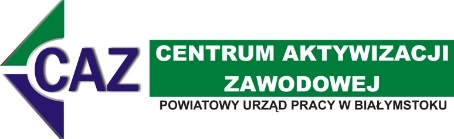 CAZ
CENTRUM AKTYWIZACJI
ZAWODOWEJ
POWIATOWY URZĄD PRACY W BIAŁYMSTOKU